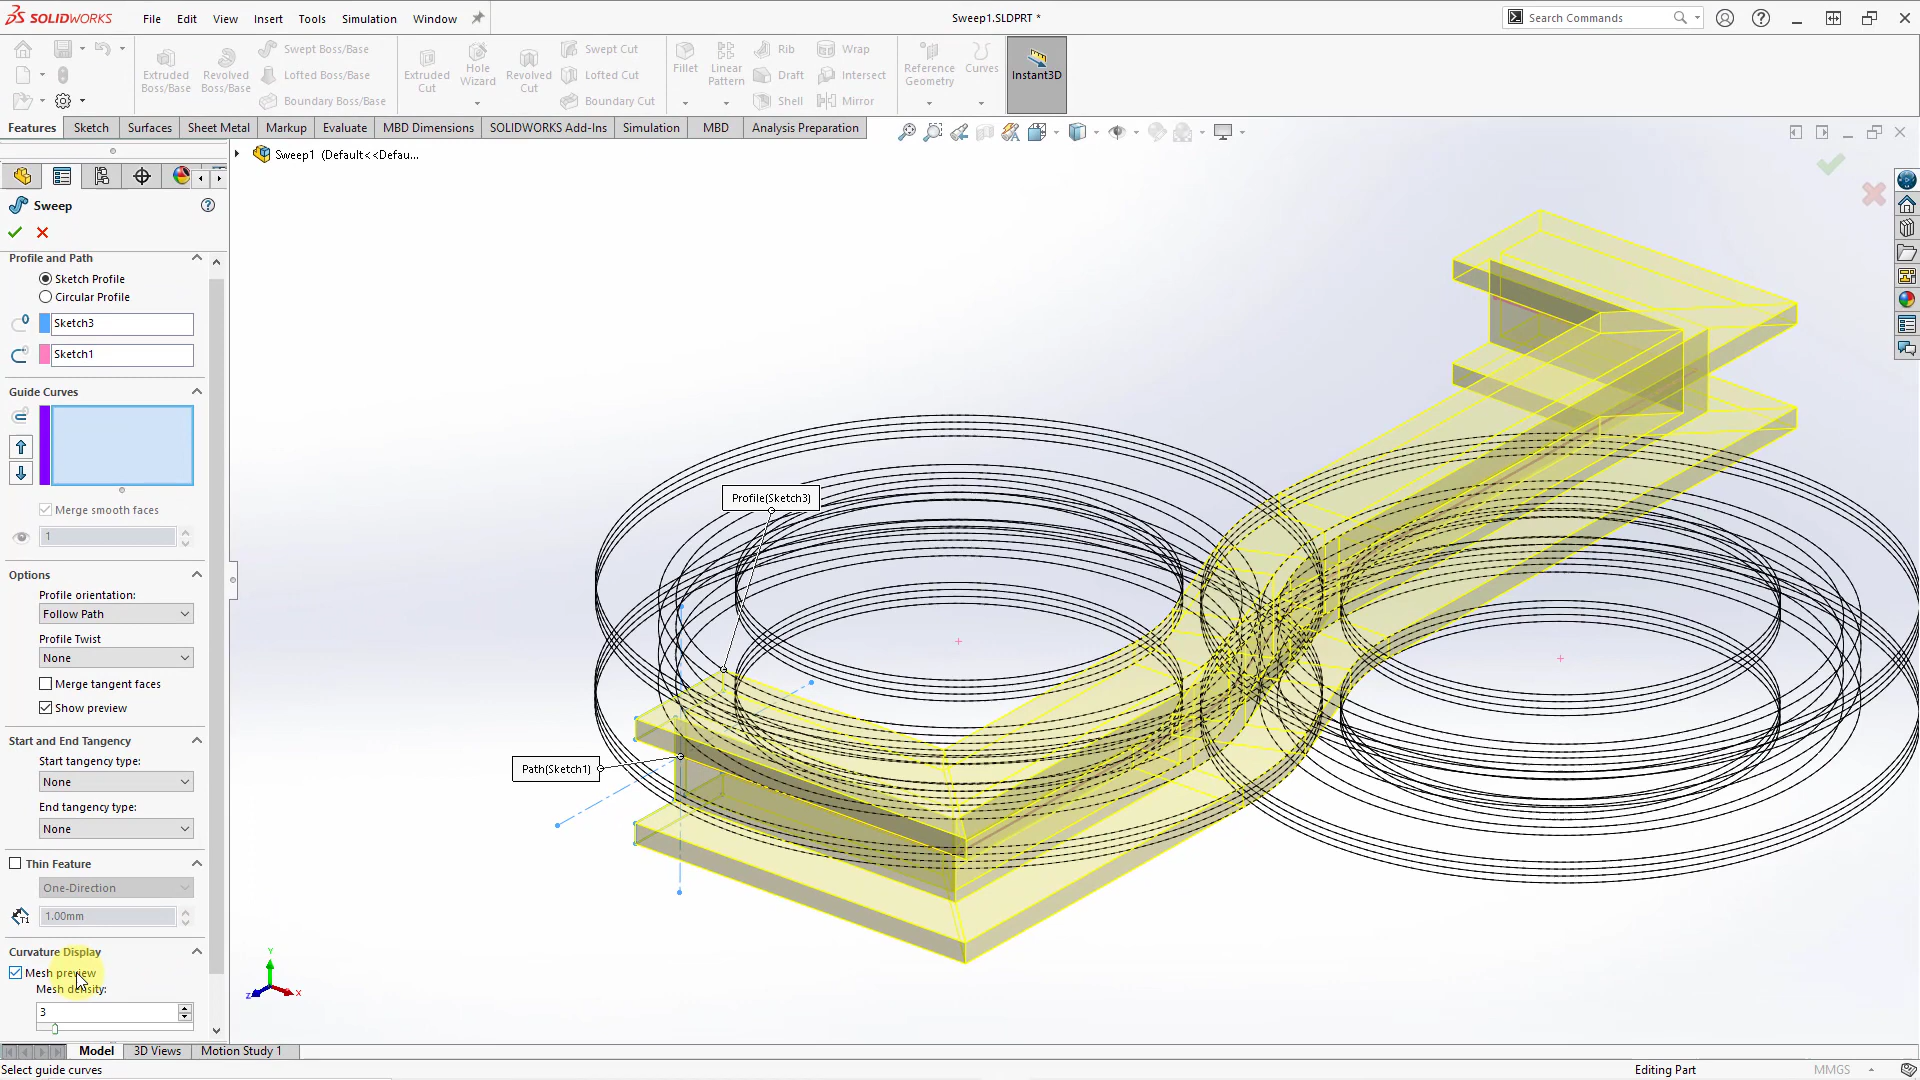 SOLIDWORKS
File Edit View Insert Tools Simulation Window
Sweep1.SLDPRT *
Search Commands
Extruded Boss/Base
Revolved Boss/Base
Swept Boss/Base
Lofted Boss/Base
Boundary Boss/Base
Extruded Cut
Hole Wizard
Revolved Cut
Swept Cut
Lofted Cut
Boundary Cut
Fillet
Linear Pattern
Rib
Draft
Shell
Wrap
Intersect
Mirror
Reference Geometry
Curves
Instant3D
Features Sketch Surfaces Sheet Metal Markup Evaluate MBD Dimensions SOLIDWORKS Add-Ins Simulation MBD Analysis Preparation
Sweep1 (Default<<Defau...
Sweep
Profile and Path
Sketch Profile
Circular Profile
Sketch3
Sketch1
Guide Curves
Merge smooth faces
1
Options
Profile orientation:
Follow Path
Profile Twist
None
Merge tangent faces
Show preview
Start and End Tangency
Start tangency type:
None
End tangency type:
None
Thin Feature
One-Direction
1.00mm
Curvature Display
Mesh preview
Mesh density:
3
Profile(Sketch3)
Path(Sketch1)
Y
Z
X
Model 3D Views Motion Study 1
Select guide curves
Editing Part
MMGS